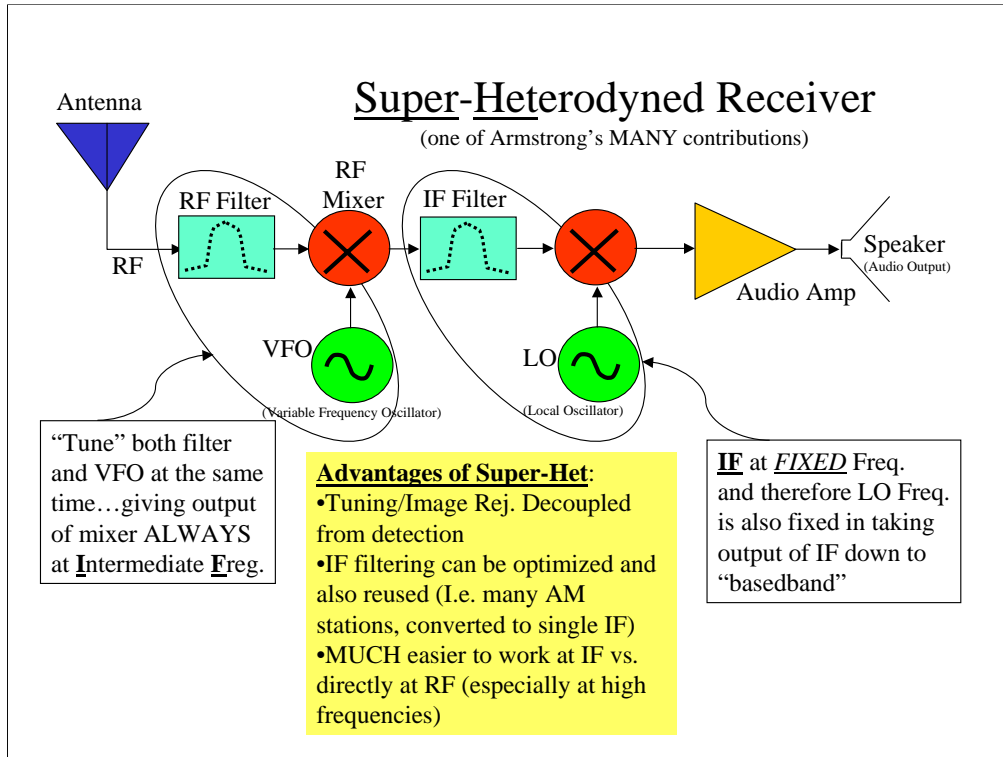 Super-Heterodyned Receiver
(one of Armstrong's MANY contributions)
Antenna
RF
RF Filter
RF
Mixer
IF Filter
VFO
(Variable Frequency Oscillator)
LO
(Local Oscillator)
Audio Amp
Speaker
(Audio Output)
“Tune” both filter
and VFO at the same
time…giving output
of mixer ALWAYS
at Intermediate Freg.
Advantages of Super-Het:
•Tuning/Image Rej. Decoupled
from detection
•IF filtering can be optimized and
also reused (I.e. many AM
stations, converted to single IF)
•MUCH easier to work at IF vs.
directly at RF (especially at high
frequencies)
IF at FIXED Freq.
and therefore LO Freq.
is also fixed in taking
output of IF down to
“basedband”